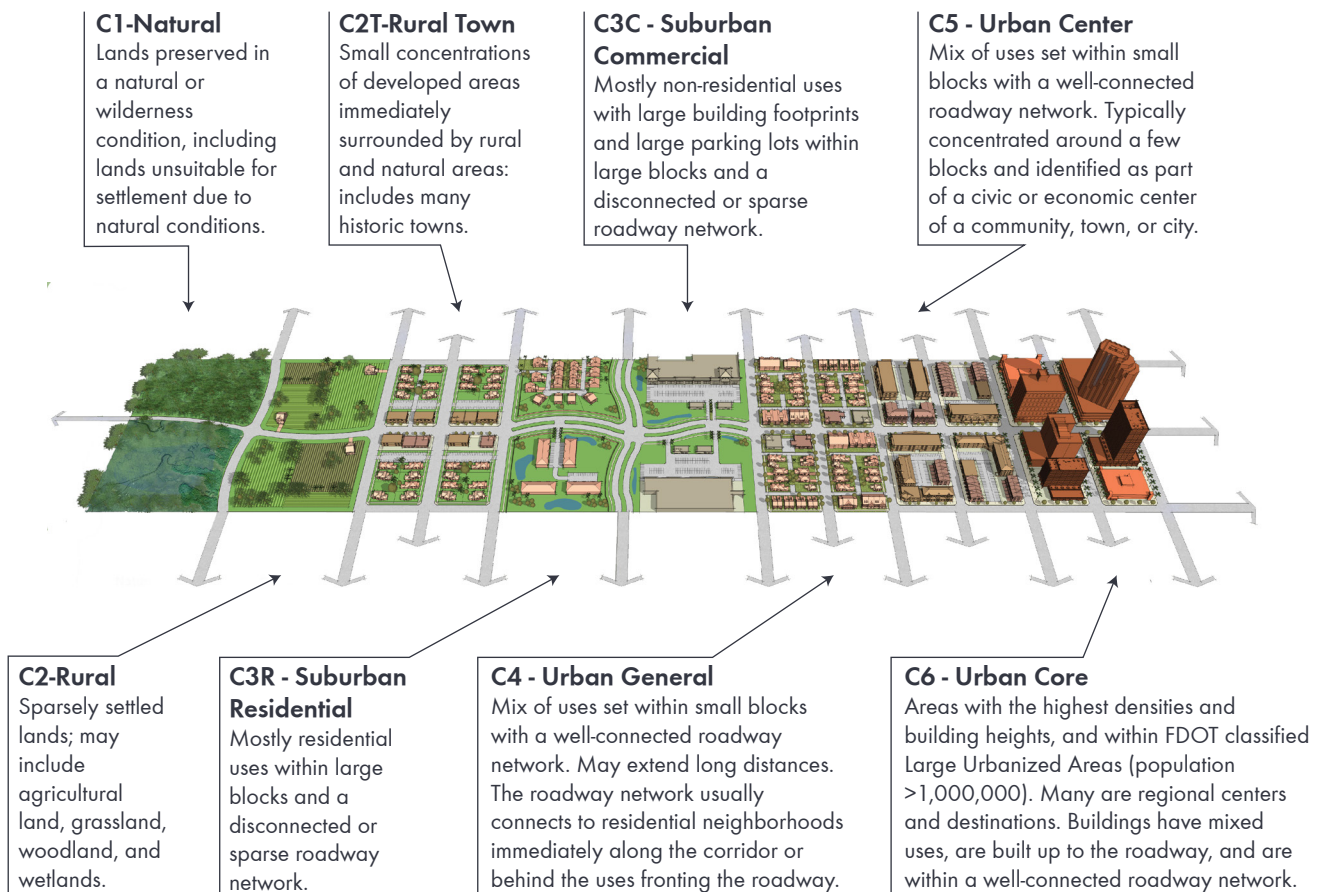 C1-Natural
Lands preserved in
a natural or
wilderness
condition, including
lands unsuitable for
settlement due to
natural conditions.
C2T-Rural Town
Small concentrations
of developed areas
immediately
surrounded by rural
and natural areas:
includes many
historic towns.
C3C - Suburban
Commercial
Mostly non-residential uses
with large building footprints
and large parking lots within
large blocks and a
disconnected or sparse
roadway network.
C5 - Urban Center
Mix of uses set within small
blocks with a well-connected
roadway network. Typically
concentrated around a few
blocks and identified as part
of a civic or economic center
of a community, town, or city.
C2-Rural
Sparsely settled
lands; may
include
agricultural
land, grassland,
woodland, and
wetlands.
C3R - Suburban
Residential
Mostly residential
uses within large
blocks and a
disconnected or
sparse roadway
network.
C4 - Urban General
Mix of uses set within small blocks
with a well-connected roadway
network. May extend long distances.
The roadway network usually
connects to residential neighborhoods
immediately along the corridor or
behind the uses fronting the roadway.
C6 - Urban Core
Areas with the highest densities and
building heights, and within FDOT classified
Large Urbanized Areas (population
>1,000,000). Many are regional centers
and destinations. Buildings have mixed
uses, are built up to the roadway, and are
within a well-connected roadway network.